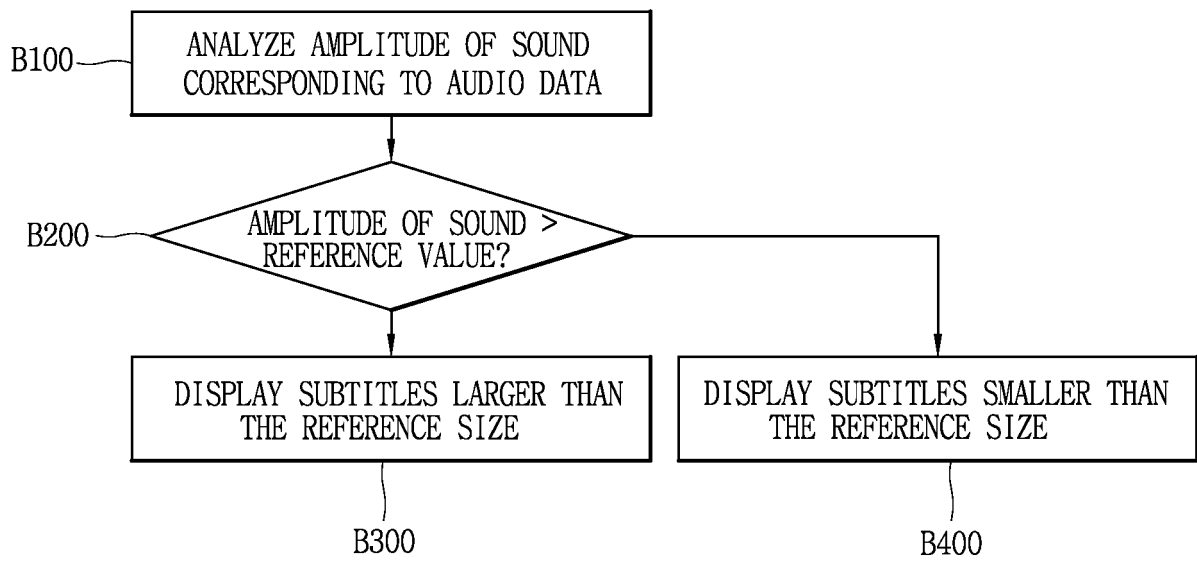 B100
ANALYZE AMPLITUDE OF SOUND
CORRESPONDING TO AUDIO DATA
B200
AMPLITUDE OF SOUND >
REFERENCE VALUE?
DISPLAY SUBTITLES LARGER THAN
THE REFERENCE SIZE
DISPLAY SUBTITLES SMALLER THAN
THE REFERENCE SIZE
B300
B400